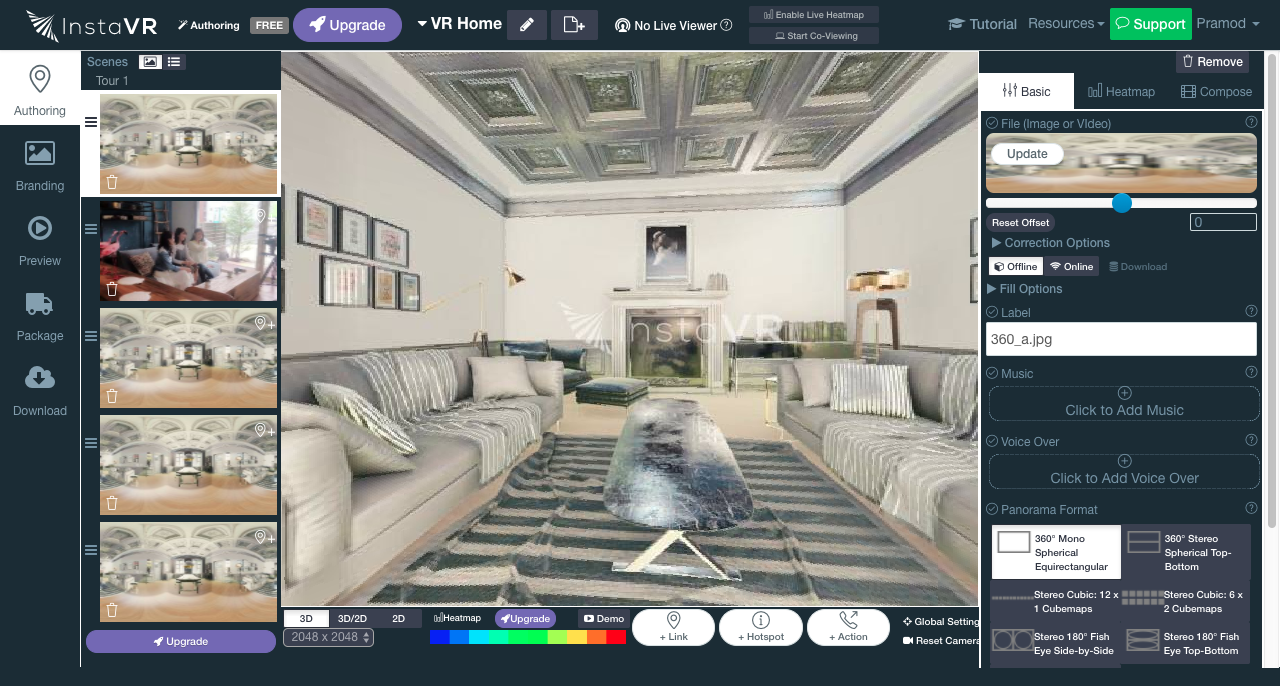 InstaVR
Authoring
FREE
Upgrade
VR Home
No Live Viewer
Enable Live Heatmap
Start Co-Viewing
Tutorial
Resources
Support
Pramod
Scenes
Tour 1
Remove
Authoring
Branding
Preview
Package
Download
Basic
Heatmap
Compose
File (Image or VIdeo)
Update
Reset Offset
0
Correction Options
Offline
Online
Download
Fill Options
Label
360_a.jpg
Music
Click to Add Music
Voice Over
Click to Add Voice Over
Panorama Format
360° Mono
Spherical
Equirectangular
360° Stereo
Spherical Top-
Bottom
Stereo Cubic: 12 x
1 Cubemaps
Stereo Cubic: 6 x
2 Cubemaps
Stereo 180° Fish
Eye Side-by-Side
Stereo 180° Fish
Eye Top-Bottom
InstaVR
Upgrade
3D
3D/2D
2D
2048 x 2048
Heatmap
Upgrade
Demo
+ Link
+ Hotspot
+ Action
Global Setting
Reset Camera